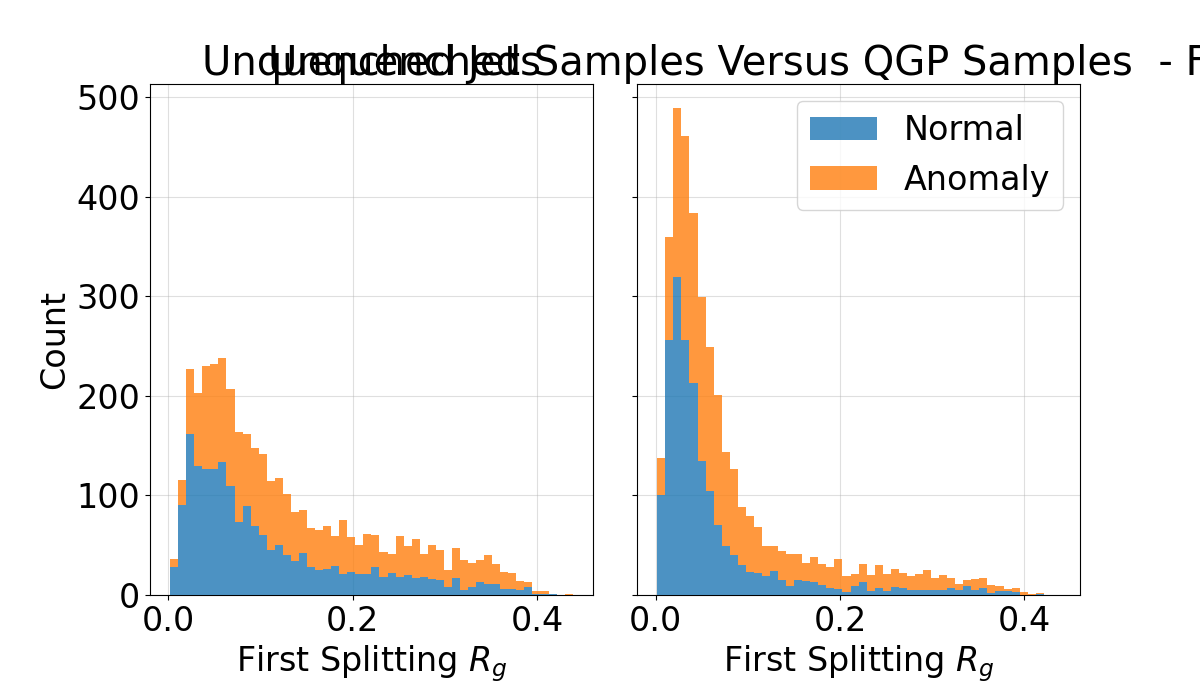 Unquenched Jets
Unquenched Samples Versus QGP Samples - F
500
400
300
200
100
0
Count
0.0 0.2 0.4
First Splitting R_g
Normal
Anomaly
0.0 0.2 0.4
First Splitting R_g